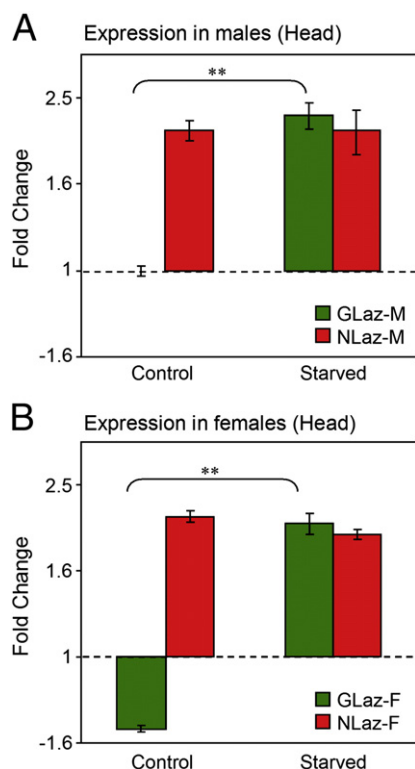 A
Expression in males (Head)
**
2.5
1.6
1
-1.6
Fold Change
GLaz-M
NLaz-M
Control
Starved
B
Expression in females (Head)
**
2.5
1.6
1
-1.6
Fold Change
GLaz-F
NLaz-F
Control
Starved